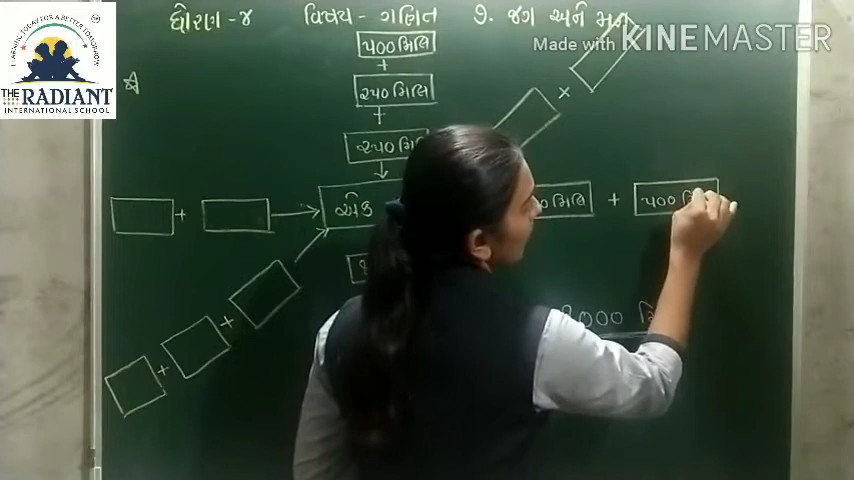 ધોરણ - ૪ વિષય - ગણિત ૭. જગ અને મગ
Made with KINEMASTER
LEARNING TODAY FOR A BETTER TOMORROW
THE RADIANT
INTERNATIONAL SCHOOL
૫૦૦ મિલિ
+
૨૫૦ મિલિ
+
૨૫૦ મિ
×
+ એક મિલિ + ૫૦૦ મિ
૧૦૦૦ મિ
+
+